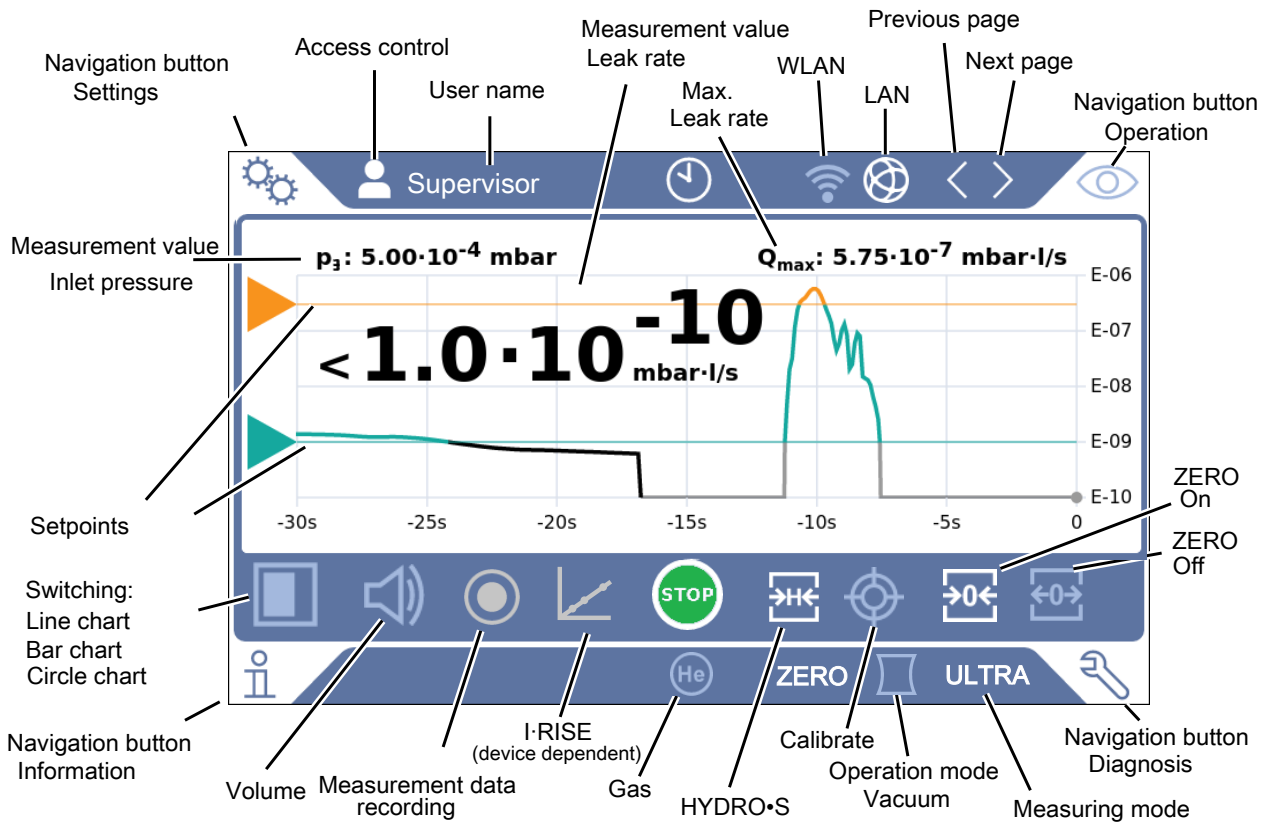 Previous page
Measurement value
Leak rate
Access control
Navigation button
Settings
WLAN
Next page
User name
Max.
Leak rate
LAN
Navigation button
Operation
Supervisor
Measurement value
Inlet pressure
p₃: 5.00·10⁻⁴ mbar
Qmax: 5.75·10⁻⁷ mbar·l/s
E-06
<1.0·10⁻¹⁰
mbar·l/s
E-07
E-08
E-09
E-10
-30s
-25s
-20s
-15s
-10s
-5s
0
Setpoints
ZERO
On
ZERO
Off
Switching:
Line chart
Bar chart
Circle chart
STOP
H
0
0
He
ZERO
ULTRA
Navigation button
Information
Volume
Measurement data
recording
I·RISE
(device dependent)
Gas
HYDRO•S
Calibrate
Operation mode
Vacuum
Measuring mode
Navigation button
Diagnosis